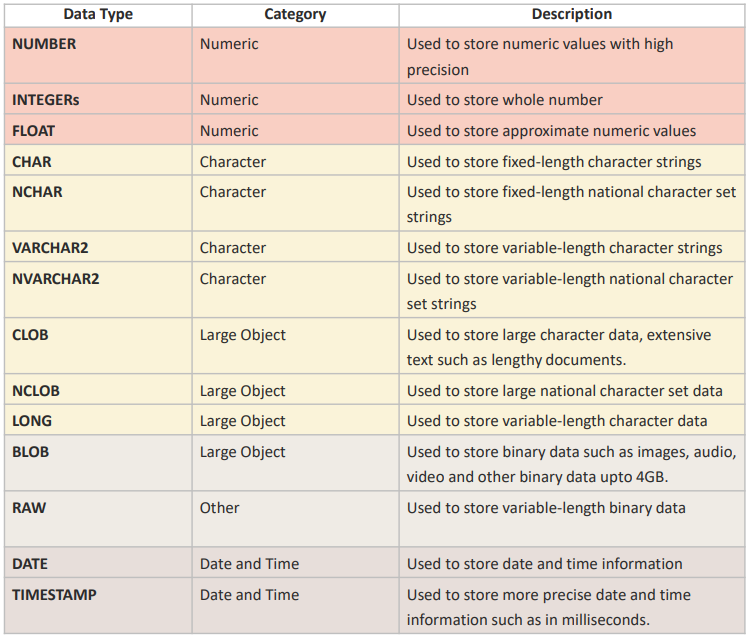 Data Type Category Description
NUMBER Numeric Used to store numeric values with high
precision
INTEGERs Numeric Used to store whole number
FLOAT Numeric Used to store approximate numeric values
CHAR Character Used to store fixed-length character strings
NCHAR Character Used to store fixed-length national character set
strings
VARCHAR2 Character Used to store variable-length character strings
NVARCHAR2 Character Used to store variable-length national character
set strings
CLOB Large Object Used to store large character data, extensive
text such as lengthy documents.
NCLOB Large Object Used to store large national character set data
LONG Large Object Used to store variable-length character data
BLOB Large Object Used to store binary data such as images, audio,
video and other binary data upto 4GB.
RAW Other Used to store variable-length binary data
DATE Date and Time Used to store date and time information
TIMESTAMP Date and Time Used to store more precise date and time
information such as in milliseconds.